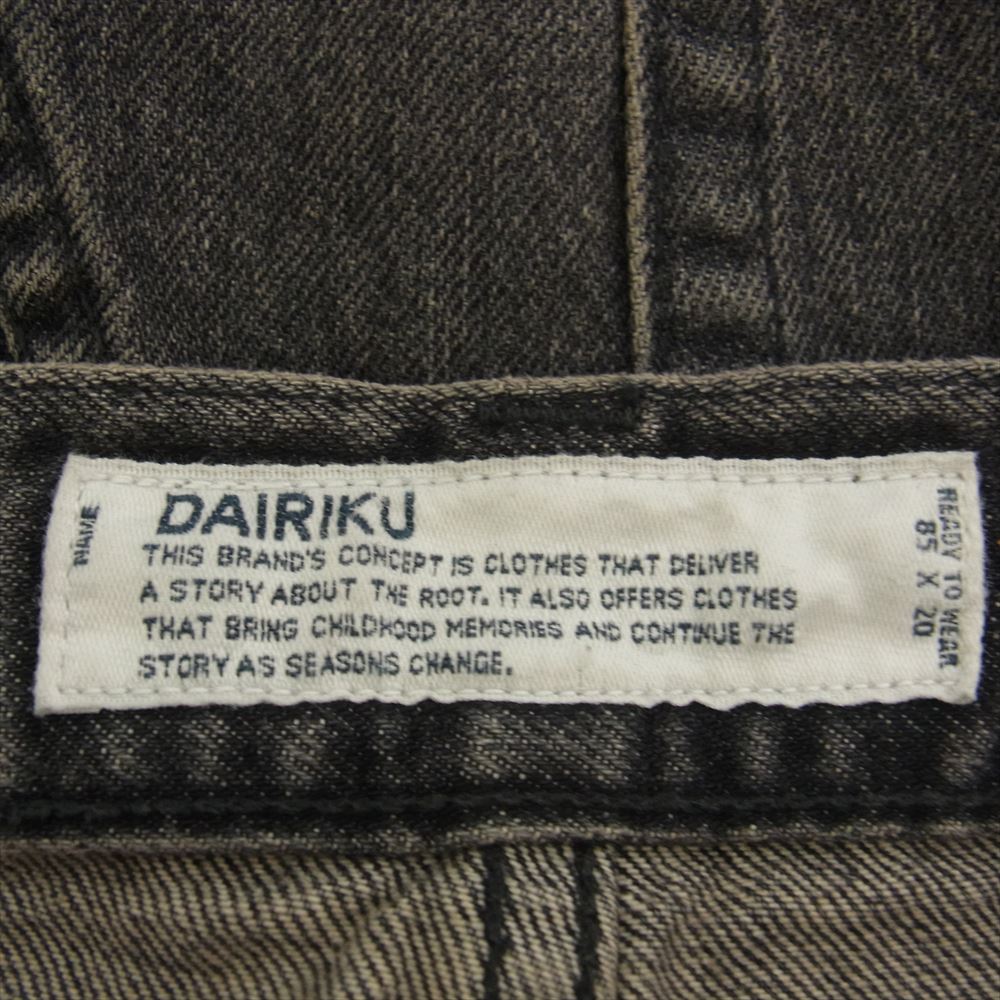 NAME
DAIRIKU
THIS BRAND'S CONCEPT IS CLOTHES THAT DELIVER
A STORY ABOUT THE ROOT. IT ALSO OFFERS CLOTHES
THAT BRING CHILDHOOD MEMORIES AND CONTINUE THE
STORY AS SEASONS CHANGE.
READY TO WEAR
85 X 20